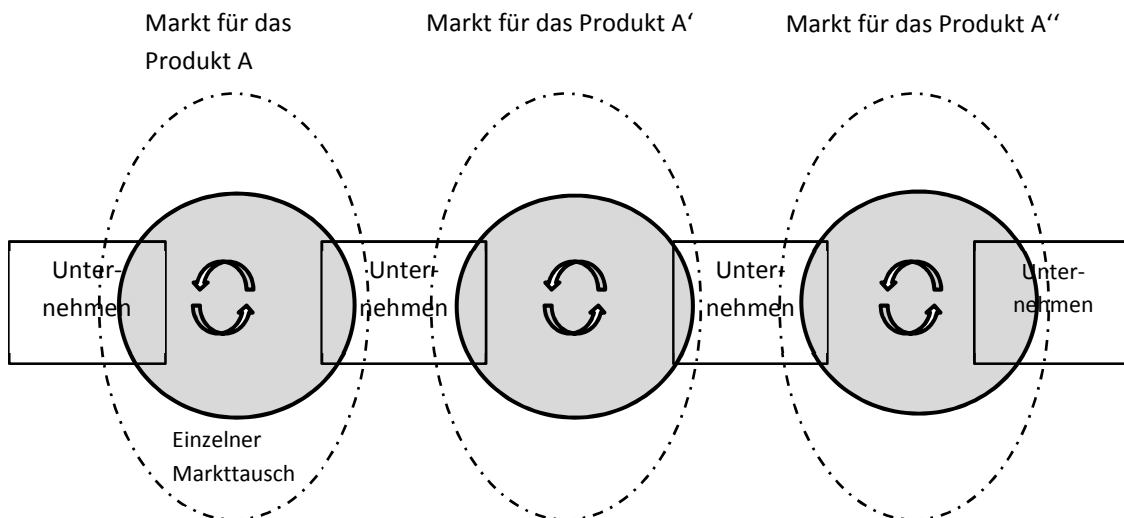 Markt für das
Produkt A
Markt für das Produkt A‘
Markt für das Produkt A‘‘
Unter-
nehmen
Unter-
nehmen
Unter-
nehmen
Unter-
nehmen
Einzelner
Markttausch